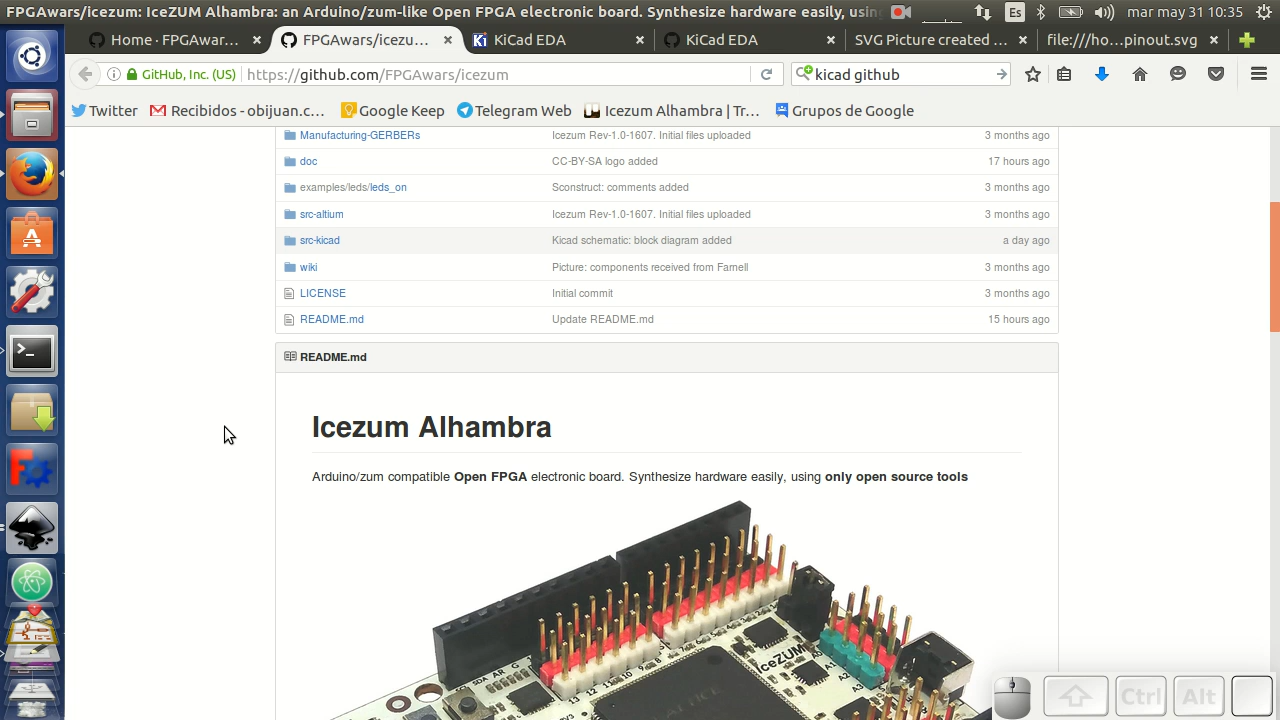 FPGAwars/icezum: IceZUM Alhambra: an Arduino/zum-like Open FPGA electronic board. Synthesize hardware easily, using
Es
mar may 31 10:35
Home · FPGAwar...
FPGAwars/icezu...
KiCad EDA
KiCad EDA
SVG Picture created ...
file:///ho...pinout.svg
GitHub, Inc. (US)
https://github.com/FPGAwars/icezum
kicad github
Twitter
Recibidos - obijuan.c...
Google Keep
Telegram Web
Icezum Alhambra | Tr...
Grupos de Google
Manufacturing-GERBERs Icezum Rev-1.0-1607. Initial files uploaded 3 months ago
doc CC-BY-SA logo added 17 hours ago
examples/leds/leds_on Sconstruct: comments added 3 months ago
src-altium Icezum Rev-1.0-1607. Initial files uploaded 3 months ago
src-kicad Kicad schematic: block diagram added a day ago
wiki Picture: components received from Farnell 3 months ago
LICENSE Initial commit 3 months ago
README.md Update README.md 15 hours ago
README.md
Icezum Alhambra
Arduino/zum compatible Open FPGA electronic board. Synthesize hardware easily, using only open source tools
IceZUM
Ctrl
Alt